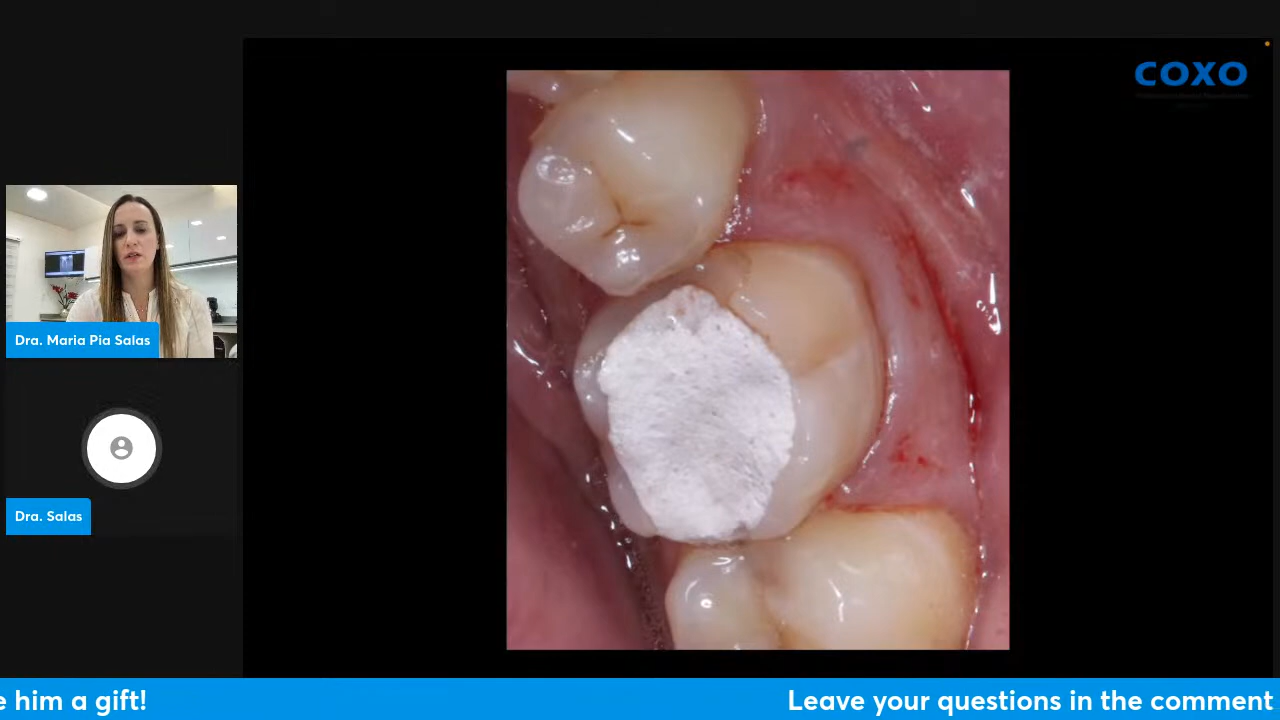 COXO
Dra. Maria Pia Salas
Dra. Salas
e him a gift!
Leave your questions in the comment